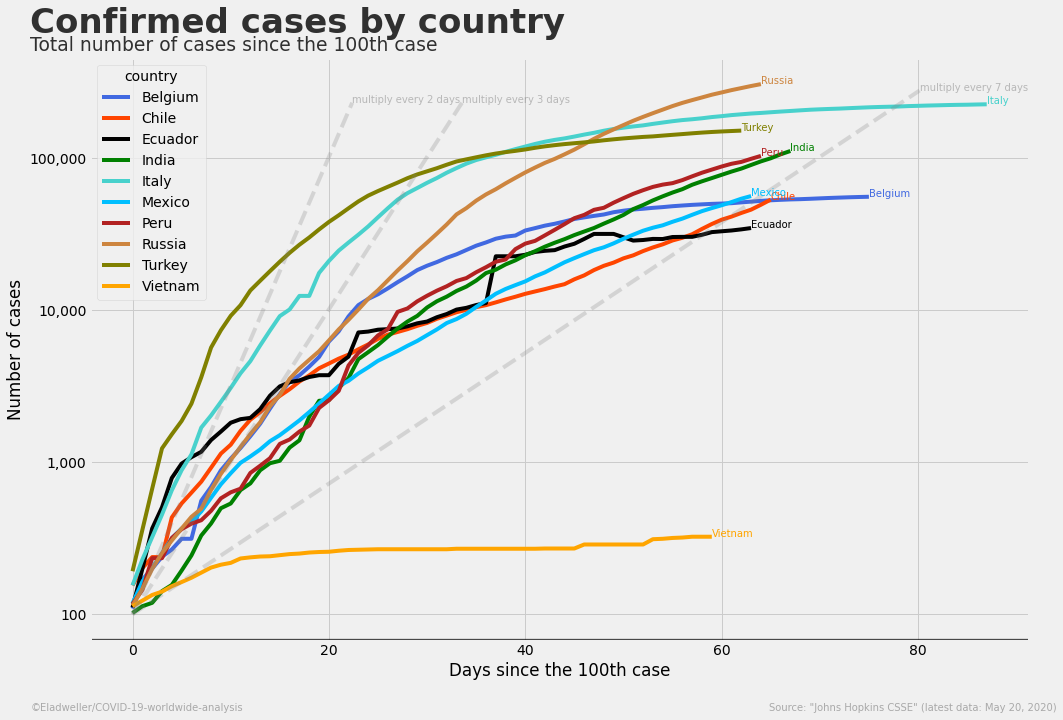 Confirmed cases by country
Total number of cases since the 100th case
country
Belgium
Chile
Ecuador
India
Italy
Mexico
Peru
Russia
Turkey
Vietnam
multiply every 2 days
multiply every 3 days
multiply every 7 days
Russia
Italy
Turkey
Peru
India
Mexico
Chile
Belgium
Ecuador
Vietnam
Number of cases
100,000
10,000
1,000
100
0
20
40
60
80
Days since the 100th case
©Eladweller/COVID-19-worldwide-analysis
Source: "Johns Hopkins CSSE" (latest data: May 20, 2020)